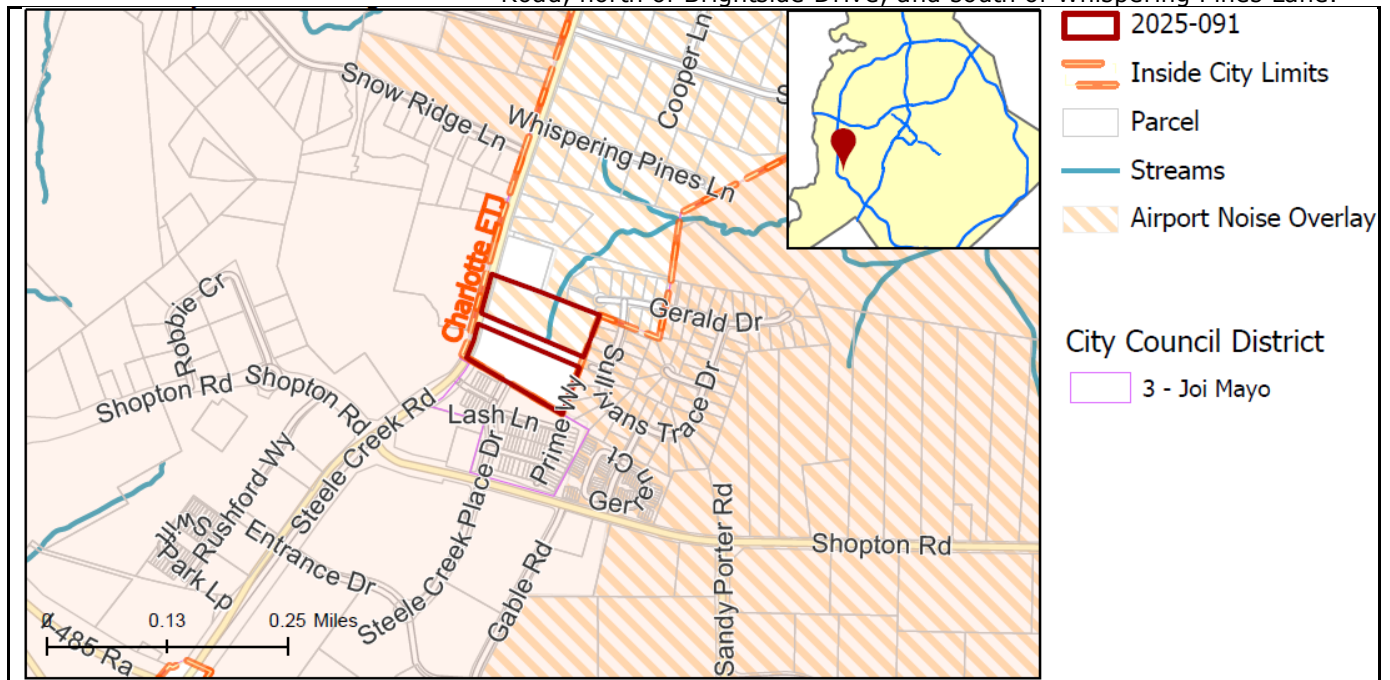 Road, north of Brightside Drive, and south of Whispering Pines Lane.
2025-091
Inside City Limits
Parcel
Streams
Airport Noise Overlay
City Council District
3 - Joi Mayo
Snow Ridge Ln
Cooper Ln
S
Whispering Pines Ln
Charlotte ETJ
Robbie Cr
Gerald Dr
Sullivans Trace Dr
Shopton Rd
Shopton Rd
Lash Ln
Prime Wy
Steele Creek Rd
Rushford Wy
Steele Creek Place Dr
Gerren Ct
Swift Park Lp
Entrance Dr
Gable Rd
Sandy Porter Rd
Shopton Rd
0 0.13 0.25 Miles
I-485 Ra